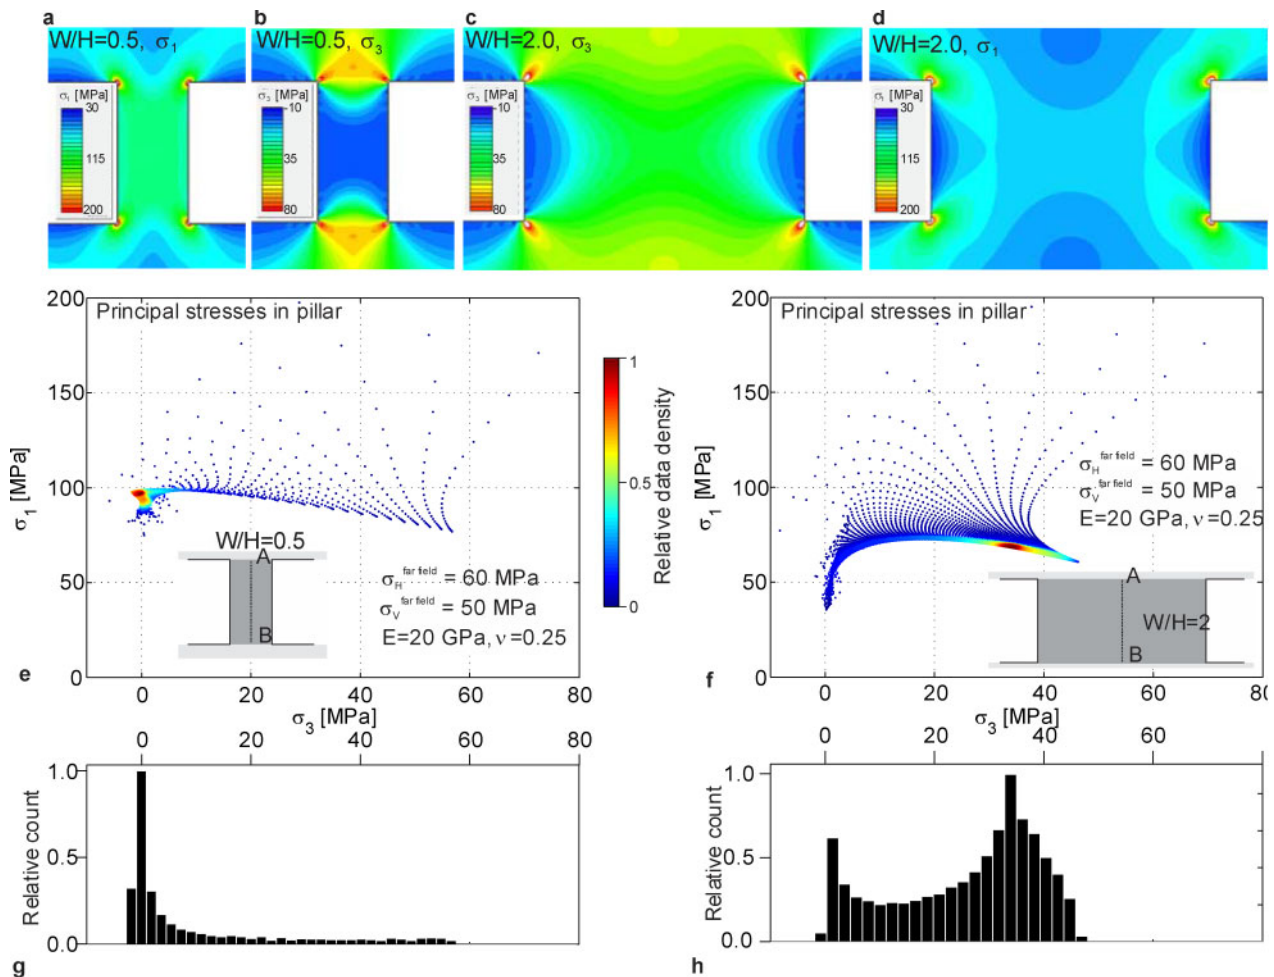 a
b
c
d
W/H=0.5, σ1
W/H=0.5, σ3
W/H=2.0, σ3
W/H=2.0, σ1
σ1 [MPa]
30
115
200
σ3 [MPa]
-10
35
80
σ3 [MPa]
-10
35
80
σ1 [MPa]
30
115
200
Principal stresses in pillar
200
150
100
50
0
σ1 [MPa]
W/H=0.5
A
B
σH far field = 60 MPa
σV far field = 50 MPa
E=20 GPa, ν=0.25
e
0
20
40
60
80
σ3 [MPa]
1
0.5
0
Relative data density
Principal stresses in pillar
200
150
100
50
0
σ1 [MPa]
σH far field = 60 MPa
σV far field = 50 MPa
E=20 GPa, ν=0.25
A
W/H=2
B
f
0
20
40
60
80
σ3 [MPa]
0
20
40
60
80
1.0
0.5
0.0
Relative count
g
0
20
40
60
80
1.0
0.5
0.0
Relative count
h